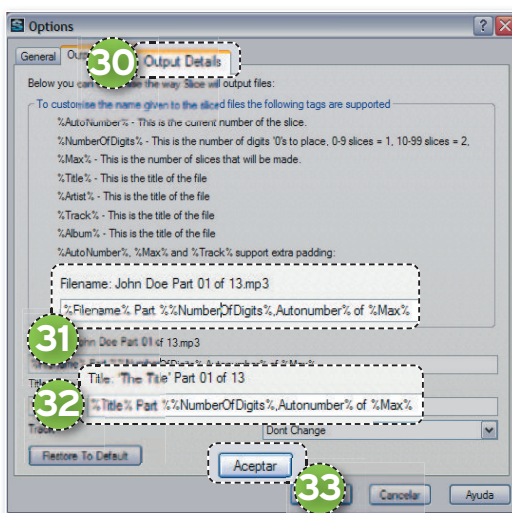 Options
General
30 Output Details
Below you can the way Slice will output files:
To customise the name given to the sliced files the following tags are supported
%AutoNumber% - This is the current number of the slice.
%NumberOfDigits% - This is the number of digits '0's to place, 0-9 slices = 1, 10-99 slices = 2,
%Max% - This is the number of slices that will be made.
%Title% - This is the title of the file
%Artist% - This is the title of the file
%Track% - This is the title of the file
%Album% - This is the title of the file
%AutoNumber%, %Max% and %Track% support extra padding:
Filename: John Doe Part 01 of 13.mp3
%Filename% Part %%NumberOfDigits%,Autonumber% of %Max%
31
Doe Part 01 of 13.mp3
Title: 'The Title' Part 01 of 13
32
%Title% Part %%NumberOfDigits%,Autonumber% of %Max%
Dont Change
Restore To Default
Aceptar
33
Cancelar
Ayuda